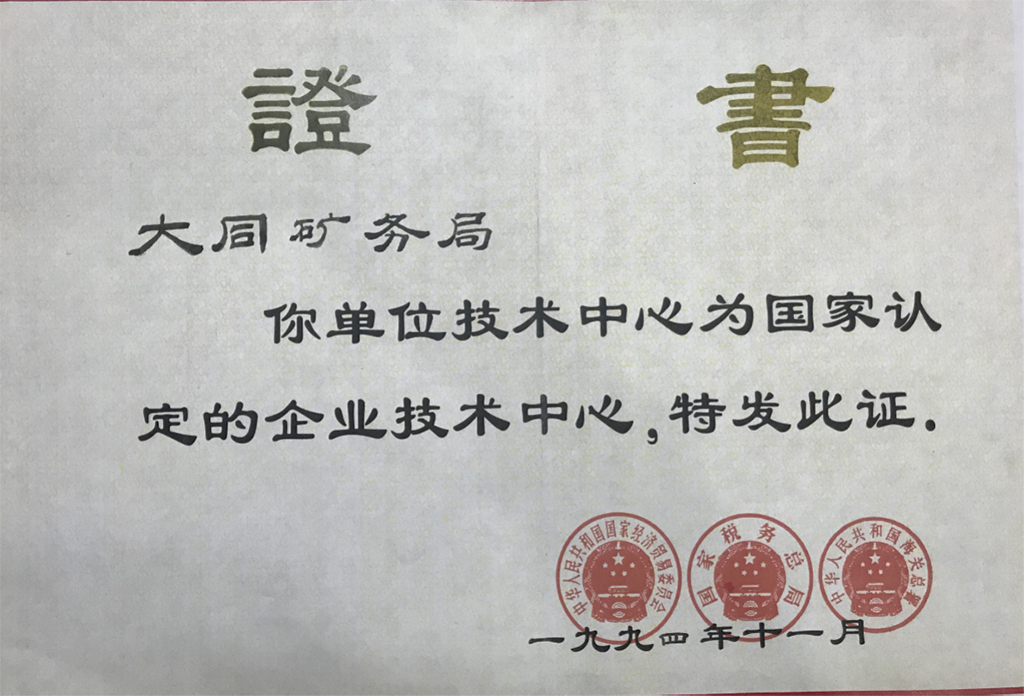 證書
大同矿务局
你单位技术中心为国家认
定的企业技术中心,特发此证.
中华人民共和国国家经济贸易委员会
国家税务总局
中华人民共和国海关总署
一九九四年十一月